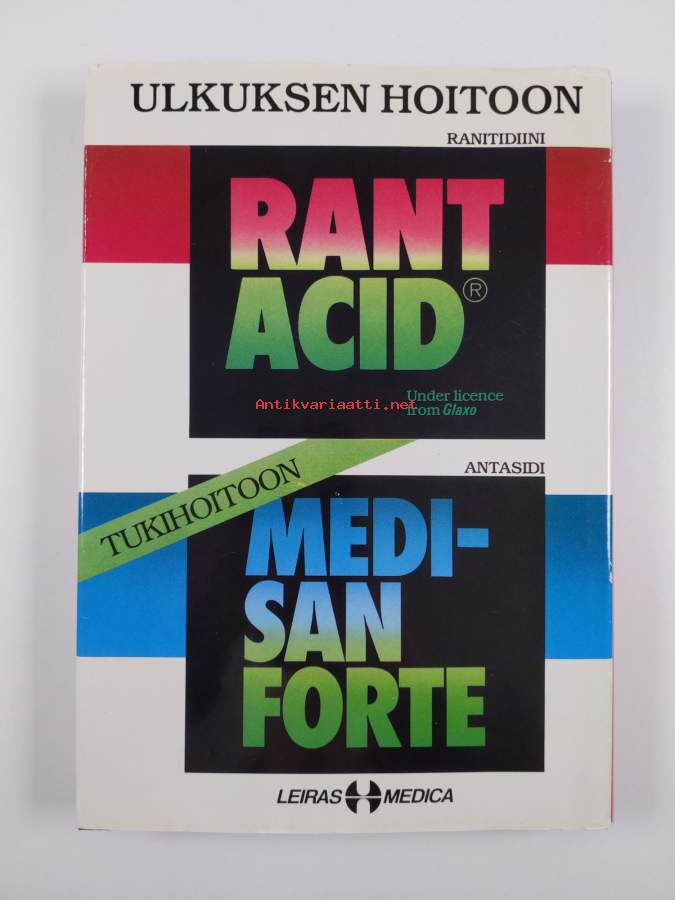 ULKUKSEN HOITOON
RANITIDIINI
RANT
ACID®
Under licence
from Glaxo
Antikvariaatti.net
TUKIHOITOON
ANTASIDI
MEDI-
SAN
FORTE
LEIRAS MEDICA